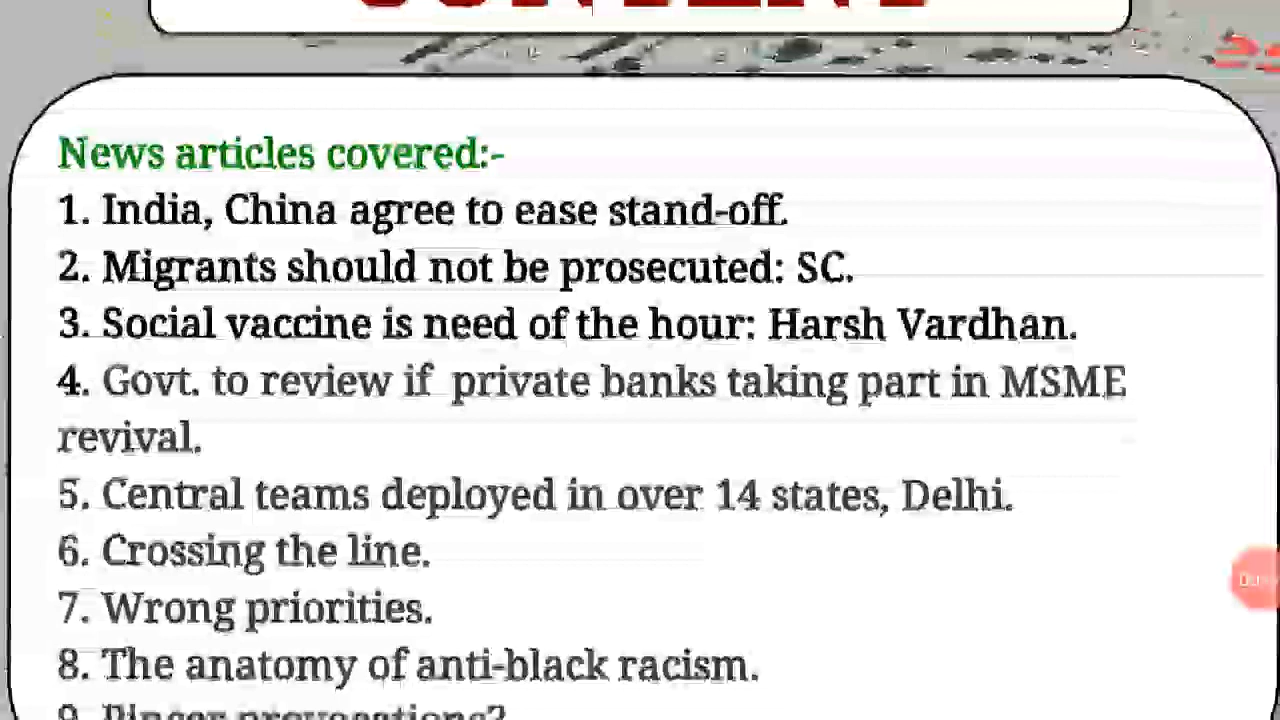 CONTENT
News articles covered:-
1. India, China agree to ease stand-off.
2. Migrants should not be prosecuted: SC.
3. Social vaccine is need of the hour: Harsh Vardhan.
4. Govt. to review if  private banks taking part in MSME
revival.
5. Central teams deployed in over 14 states, Delhi.
6. Crossing the line.
7. Wrong priorities.
8. The anatomy of anti-black racism.